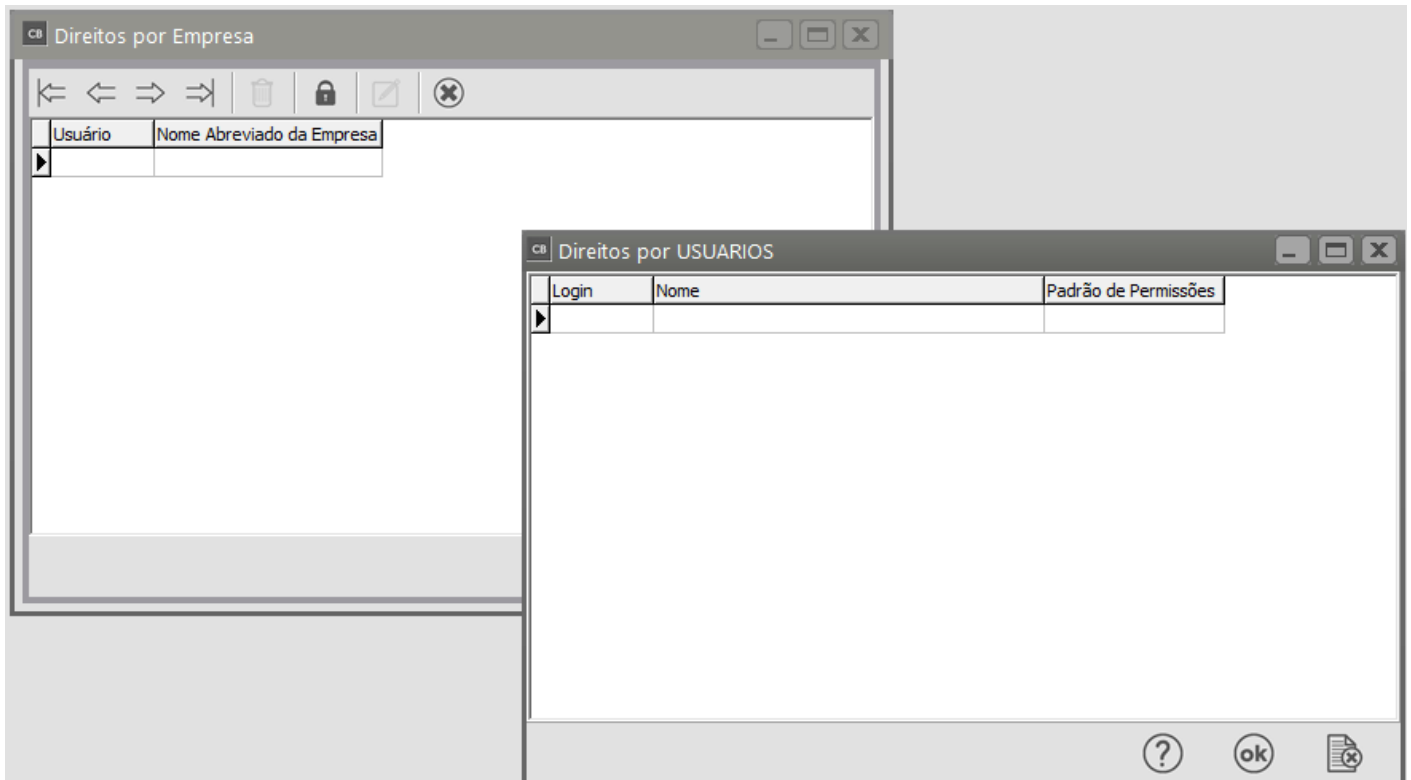 CB Direitos por Empresa
Usuário Nome Abreviado da Empresa
CB Direitos por USUARIOS
Login Nome Padrão de Permissões
? ok